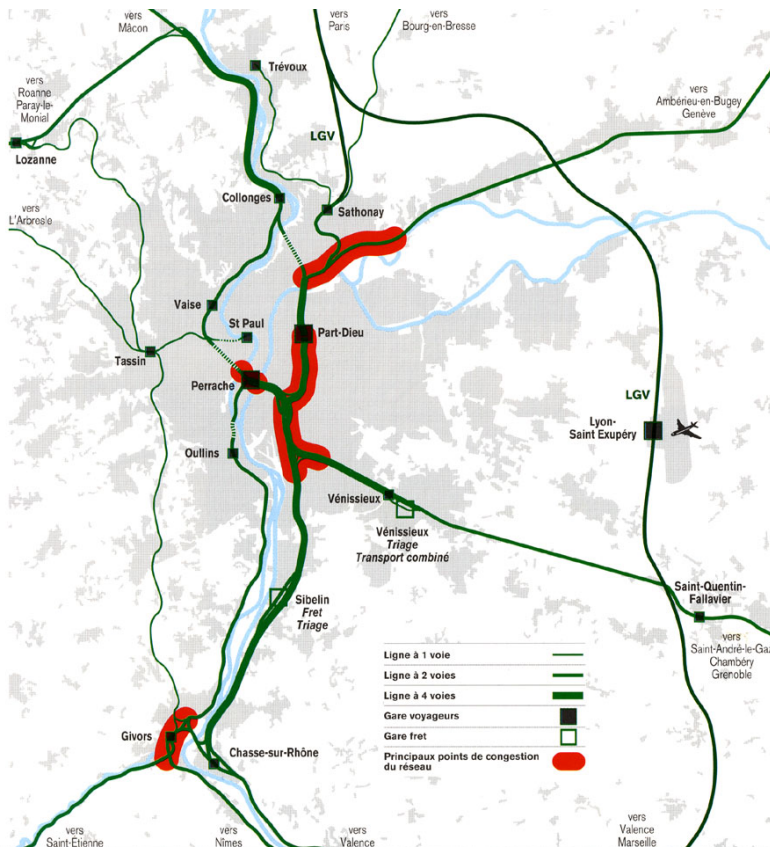 vers
Mâcon
vers
Paris
vers
Bourg-en-Bresse
Trévoux
vers
Roanne
Paray-le-
Monial
vers
Ambérieu-en-Bugey
Genève
LGV
Lozanne
Collonges
Sathonay
vers
L'Arbresle
Vaise
St Paul
Part-Dieu
Tassin
Perrache
LGV
Lyon-
Saint Exupéry
Oullins
Vénissieux
Vénissieux
Triage
Transport combiné
Saint-Quentin-
Fallavier
Sibelin
Fret
Triage
vers
Saint-André-le-Gaz
Chambéry
Grenoble
Ligne à 1 voie
Ligne à 2 voies
Ligne à 4 voies
Gare voyageurs
Gare fret
Principaux points de congestion
du réseau
Givors
Chasse-sur-Rhône
vers
Saint-Etienne
vers
Nîmes
vers
Valence
vers
Valence
Marseille